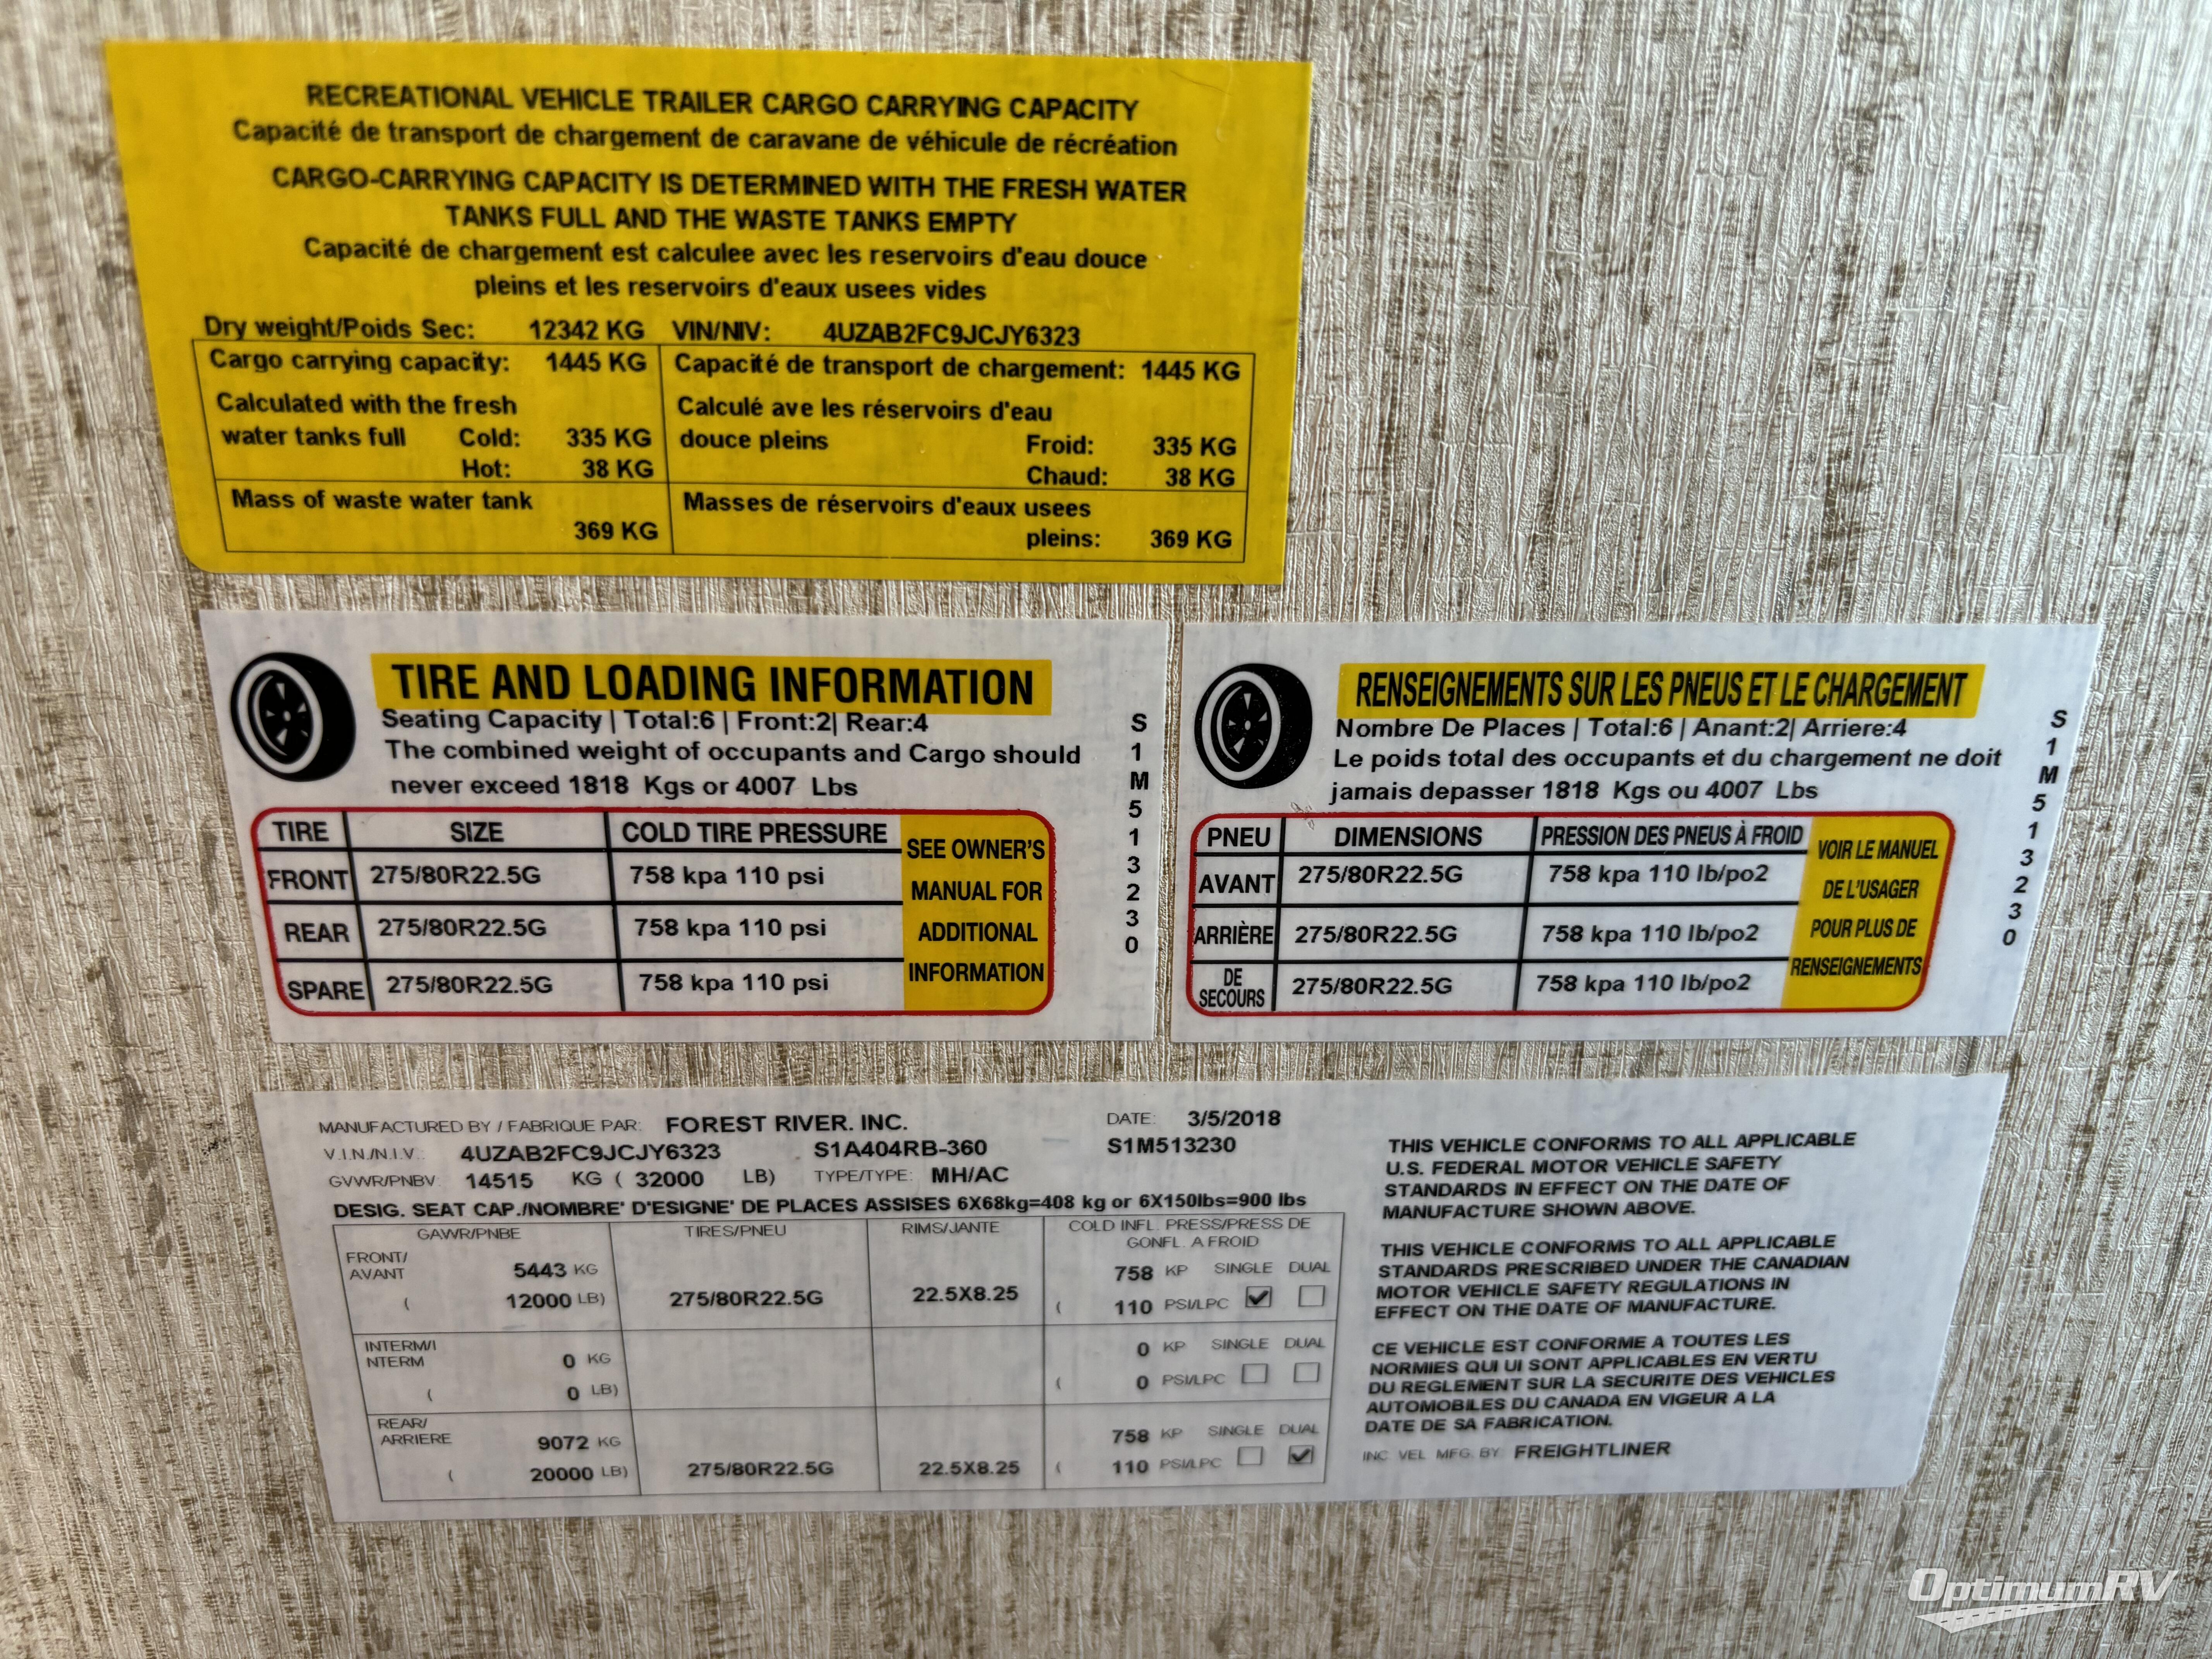 RECREATIONAL VEHICLE TRAILER CARGO CARRYING CAPACITY
Capacité de transport de chargement de caravane de véhicule de récréation
CARGO-CARRYING CAPACITY IS DETERMINED WITH THE FRESH WATER
TANKS FULL AND THE WASTE TANKS EMPTY
Capacité de chargement est calculee avec les reservoirs d'eau douce
pleins et les reservoirs d'eaux usees vides
Dry weight/Poids Sec: 12342 KG VIN/NIV: 4UZAB2FC9JCJY6323
Cargo carrying capacity: 1445 KG Capacité de transport de chargement: 1445 KG
Calculated with the fresh Calculé ave les réservoirs d'eau
water tanks full Cold: 335 KG douce pleins Froid: 335 KG
Hot: 38 KG Chaud: 38 KG
Mass of waste water tank Masses de réservoirs d'eaux usees
369 KG pleins: 369 KG
TIRE AND LOADING INFORMATION
Seating Capacity | Total:6 | Front:2| Rear:4
The combined weight of occupants and Cargo should
never exceed 1818 Kgs or 4007 Lbs
TIRE SIZE COLD TIRE PRESSURE
FRONT 275/80R22.5G 758 kpa 110 psi
REAR 275/80R22.5G 758 kpa 110 psi
SPARE 275/80R22.5G 758 kpa 110 psi
SEE OWNER'S
MANUAL FOR
ADDITIONAL
INFORMATION
S1M513230
RENSEIGNEMENTS SUR LES PNEUS ET LE CHARGEMENT
Nombre De Places | Total:6 | Anant:2| Arriere:4
Le poids total des occupants et du chargement ne doit
jamais depasser 1818 Kgs ou 4007 Lbs
PNEU DIMENSIONS PRESSION DES PNEUS À FROID
AVANT 275/80R22.5G 758 kpa 110 lb/po2
ARRIÈRE 275/80R22.5G 758 kpa 110 lb/po2
DE
SECOURS 275/80R22.5G 758 kpa 110 lb/po2
VOIR LE MANUEL
DE L'USAGER
POUR PLUS DE
RENSEIGNEMENTS
S1M513230
MANUFACTURED BY / FABRIQUE PAR: FOREST RIVER. INC. DATE: 3/5/2018
V.I.N./N.I.V.: 4UZAB2FC9JCJY6323 S1A404RB-360 S1M513230
GVWR/PNBV 14515 KG ( 32000 LB) TYPE/TYPE: MH/AC
DESIG. SEAT CAP./NOMBRE' D'ESIGNE' DE PLACES ASSISES 6X68kg=408 kg or 6X150lbs=900 lbs
GAWR/PNBE TIRES/PNEU RIMS/JANTE COLD INFL. PRESS/PRESS DE
GONFL. A FROID
FRONT/
AVANT 5443 KG 758 KP SINGLE DUAL
( 12000 LB) 275/80R22.5G 22.5X8.25 ( 110 PSI/LPC
INTERM/I
NTERM 0 KG 0 KP SINGLE DUAL
( 0 LB) ( 0 PSI/LPC
REAR/
ARRIERE 9072 KG 758 KP SINGLE DUAL
( 20000 LB) 275/80R22.5G 22.5X8.25 ( 110 PSI/LPC
THIS VEHICLE CONFORMS TO ALL APPLICABLE
U.S. FEDERAL MOTOR VEHICLE SAFETY
STANDARDS IN EFFECT ON THE DATE OF
MANUFACTURE SHOWN ABOVE.
THIS VEHICLE CONFORMS TO ALL APPLICABLE
STANDARDS PRESCRIBED UNDER THE CANADIAN
MOTOR VEHICLE SAFETY REGULATIONS IN
EFFECT ON THE DATE OF MANUFACTURE.
CE VEHICLE EST CONFORME A TOUTES LES
NORMIES QUI UI SONT APPLICABLES EN VERTU
DU REGLEMENT SUR LA SECURITE DES VEHICLES
AUTOMOBILES DU CANADA EN VIGEUR A LA
DATE DE SA FABRICATION.
INC VEL MFG. BY FREIGHTLINER
OptimumRV